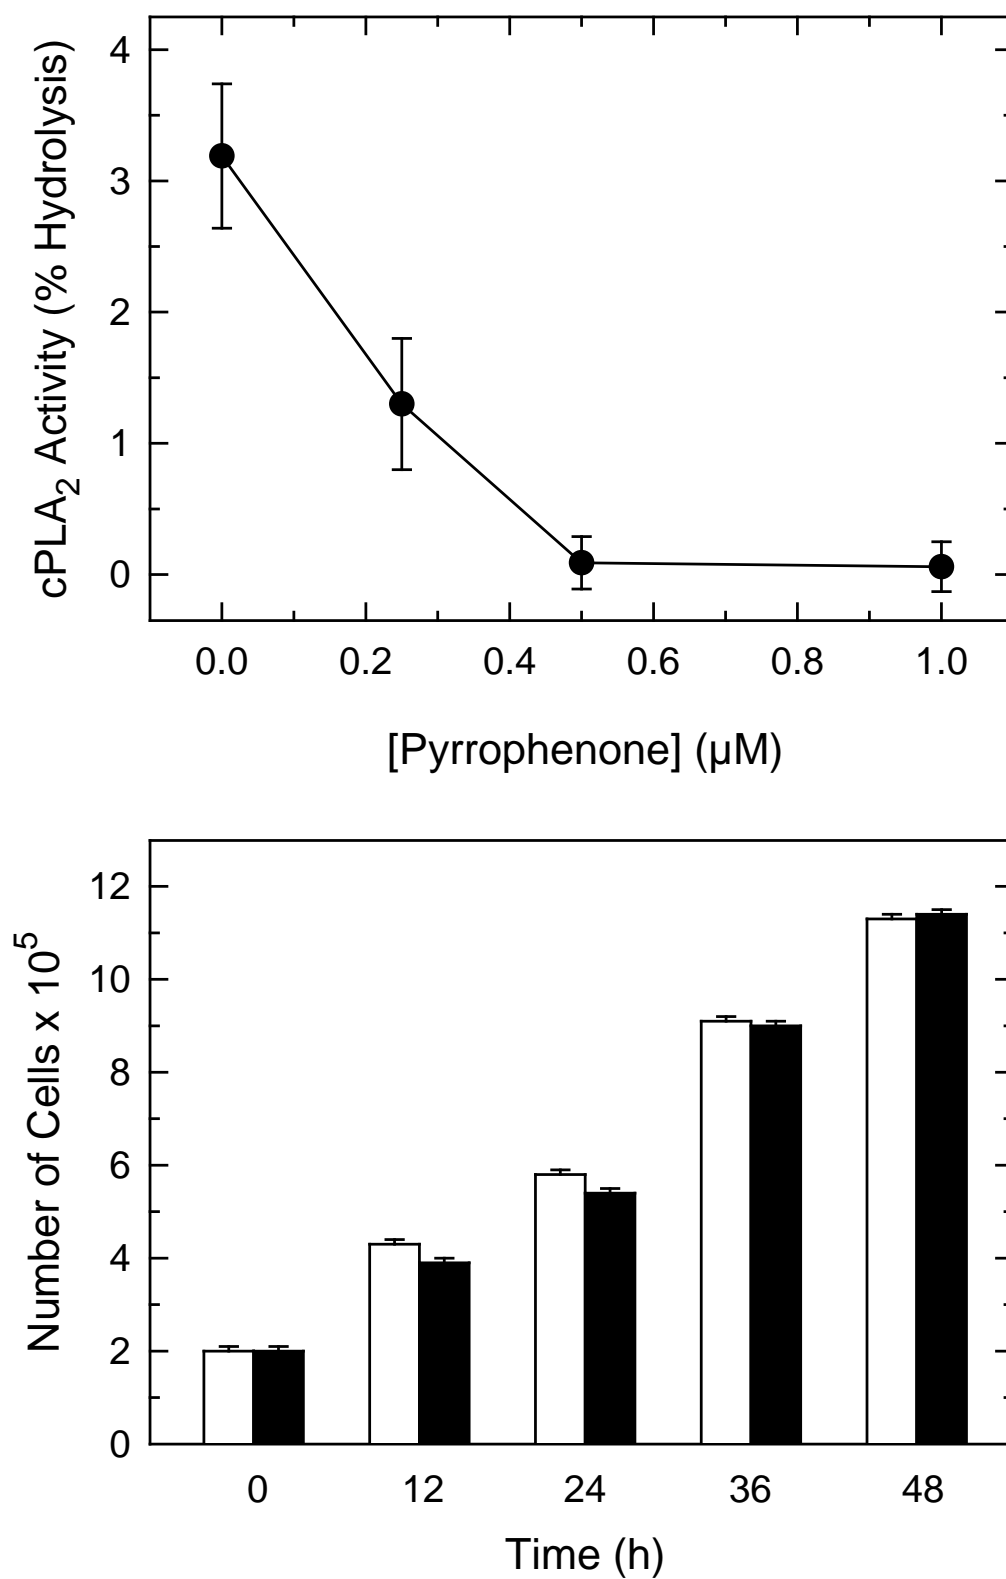 cPLA₂ Activity (% Hydrolysis)
4
3
2
1
0
0.0 0.2 0.4 0.6 0.8 1.0
[Pyrrophenone] (µM)
Number of Cells x 10⁵
12
10
8
6
4
2
0
0 12 24 36 48
Time (h)